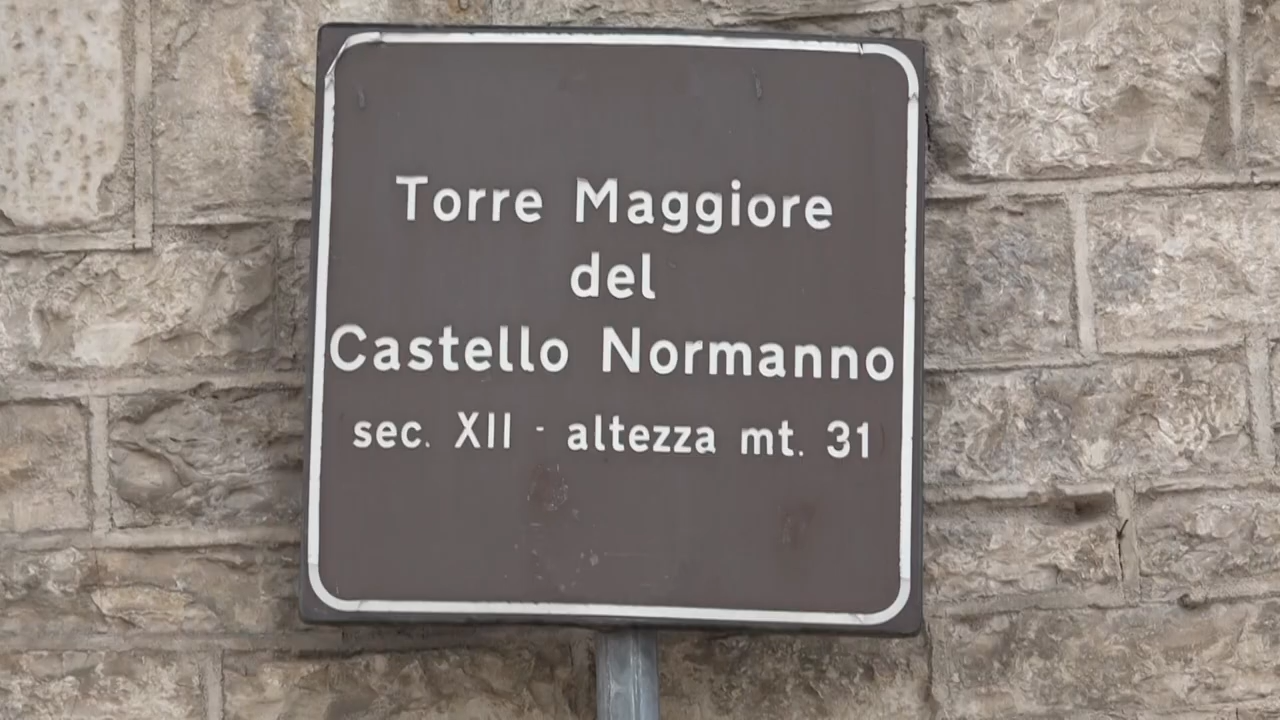 Torre Maggiore
del
Castello Normanno
sec. XII - altezza mt. 31